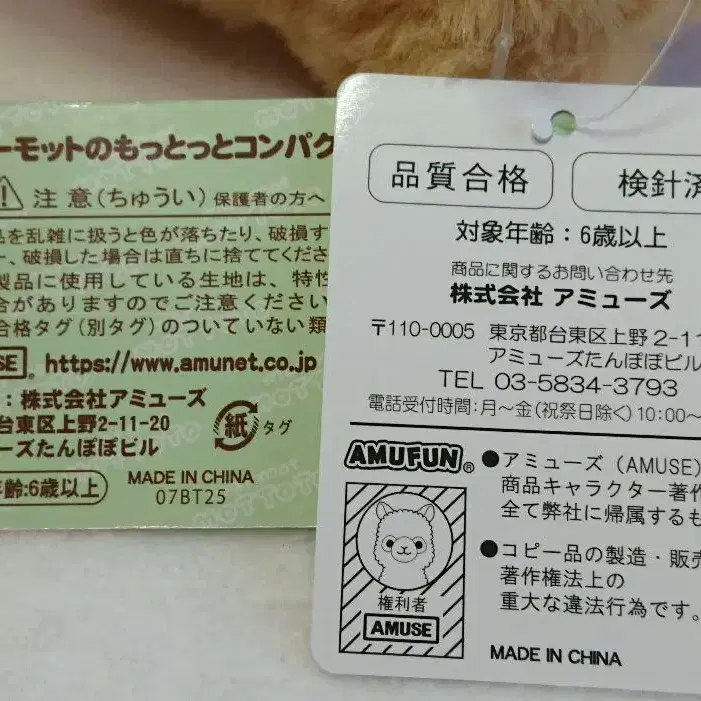 ーモットのもっとっとコンパク
注意(ちゅうい) 保護者の方へ
品を乱雑に扱うと色が落ちたり、破損す
ー、破損した場合は直ちに捨ててくださ
製品に使用している生地は、特性
合がありますのでご注意ください
合格タグ(別タグ)のついていない類
https://www.amunet.co.jp
:株式会社アミューズ
台東区上野2-11-20
ーズたんぽぽビル
紙 タグ
年齢:6歳以上
MADE IN CHINA
07BT25
品質合格
検針済
対象年齢:6歳以上
商品に関するお問い合わせ先
株式会社 アミューズ
〒110-0005 東京都台東区上野2-11
アミューズたんぽぽビル
TEL 03-5834-3793
電話受付時間:月~金(祝祭日除く)10:00~
AMUFUN®
●アミューズ(AMUSE)
商品キャラクター著作
全て弊社に帰属するも
●コピー品の製造・販売
著作権法上の
重大な違法行為です。
権利者
AMUSE
MADE IN CHINA